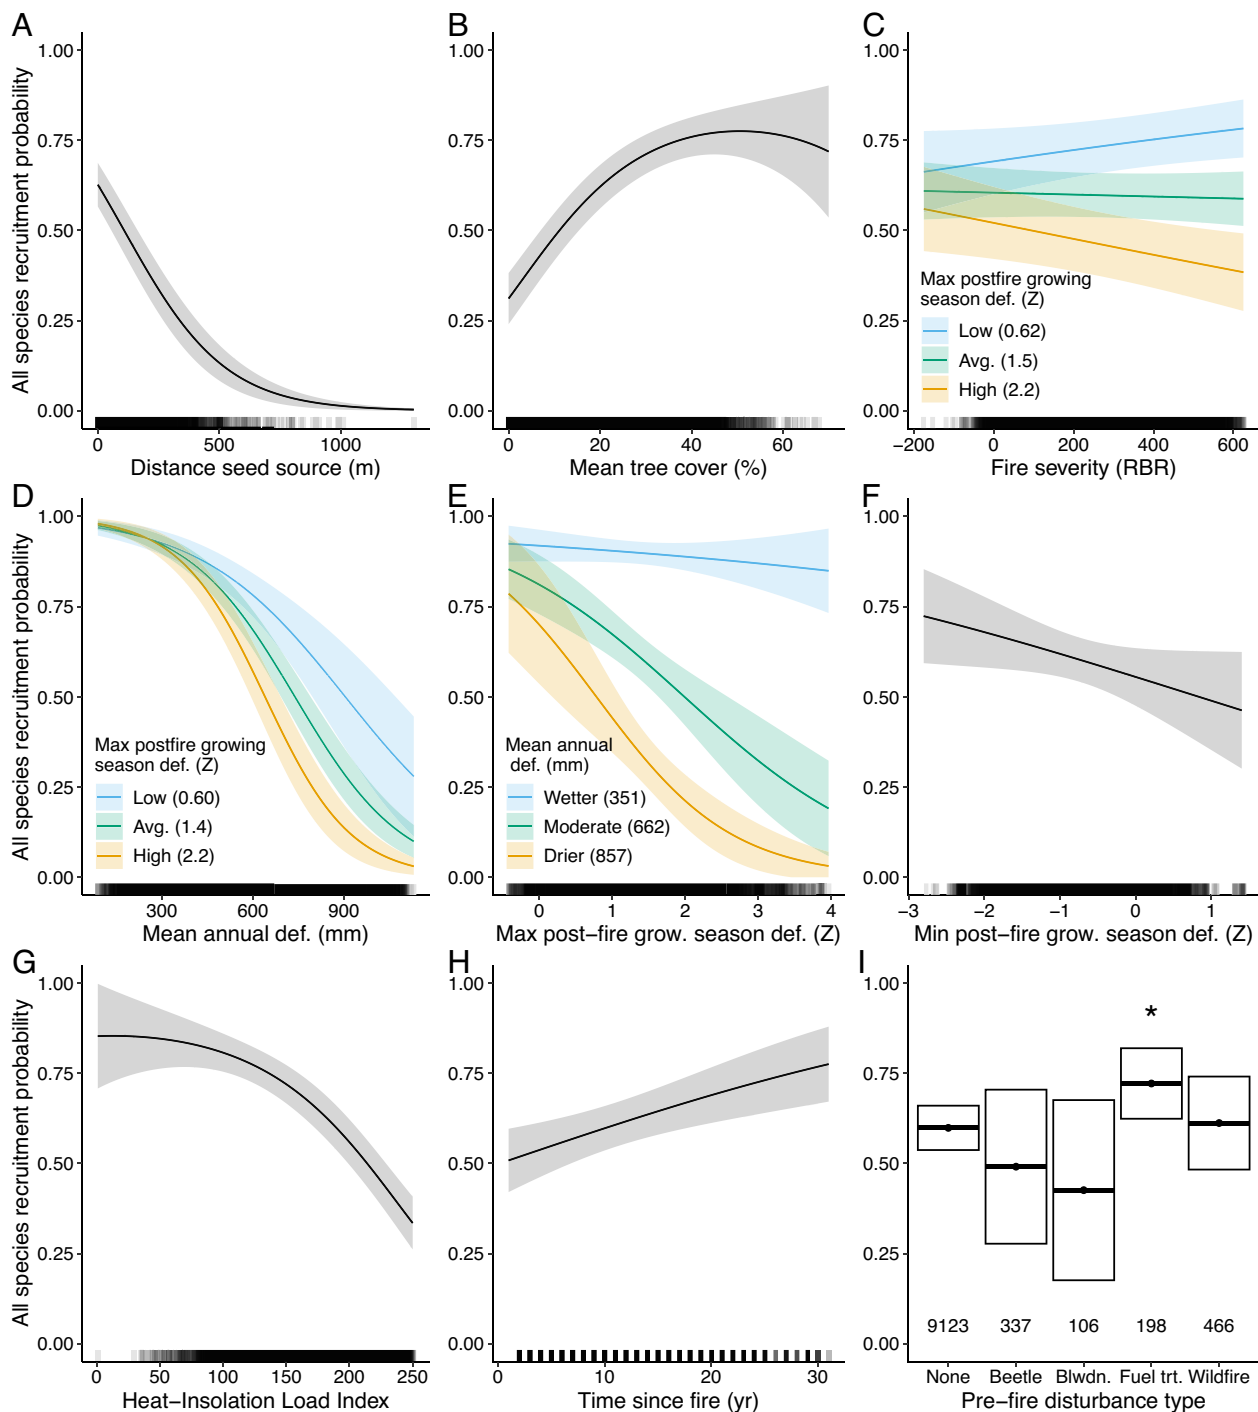 A
All species recruitment probability
1.00
0.75
0.50
0.25
0.00
0
500
1000
Distance seed source (m)
B
1.00
0.75
0.50
0.25
0.00
0
20
40
60
Mean tree cover (%)
C
1.00
0.75
0.50
0.25
0.00
Max postfire growing
season def. (Z)
Low (0.62)
Avg. (1.5)
High (2.2)
−200
0
200
400
600
Fire severity (RBR)
D
All species recruitment probability
1.00
0.75
0.50
0.25
0.00
Max postfire growing
season def. (Z)
Low (0.60)
Avg. (1.4)
High (2.2)
300
600
900
Mean annual def. (mm)
E
1.00
0.75
0.50
0.25
0.00
Mean annual
def. (mm)
Wetter (351)
Moderate (662)
Drier (857)
0
1
2
3
4
Max post−fire grow. season def. (Z)
F
1.00
0.75
0.50
0.25
0.00
−3
−2
−1
0
1
Min post−fire grow. season def. (Z)
G
All species recruitment probability
1.00
0.75
0.50
0.25
0.00
0
50
100
150
200
250
Heat−Insolation Load Index
H
1.00
0.75
0.50
0.25
0.00
0
10
20
30
Time since fire (yr)
I
1.00
0.75
0.50
0.25
0.00
*
9123
337
106
198
466
None
Beetle
Blwdn.
Fuel trt.
Wildfire
Pre−fire disturbance type